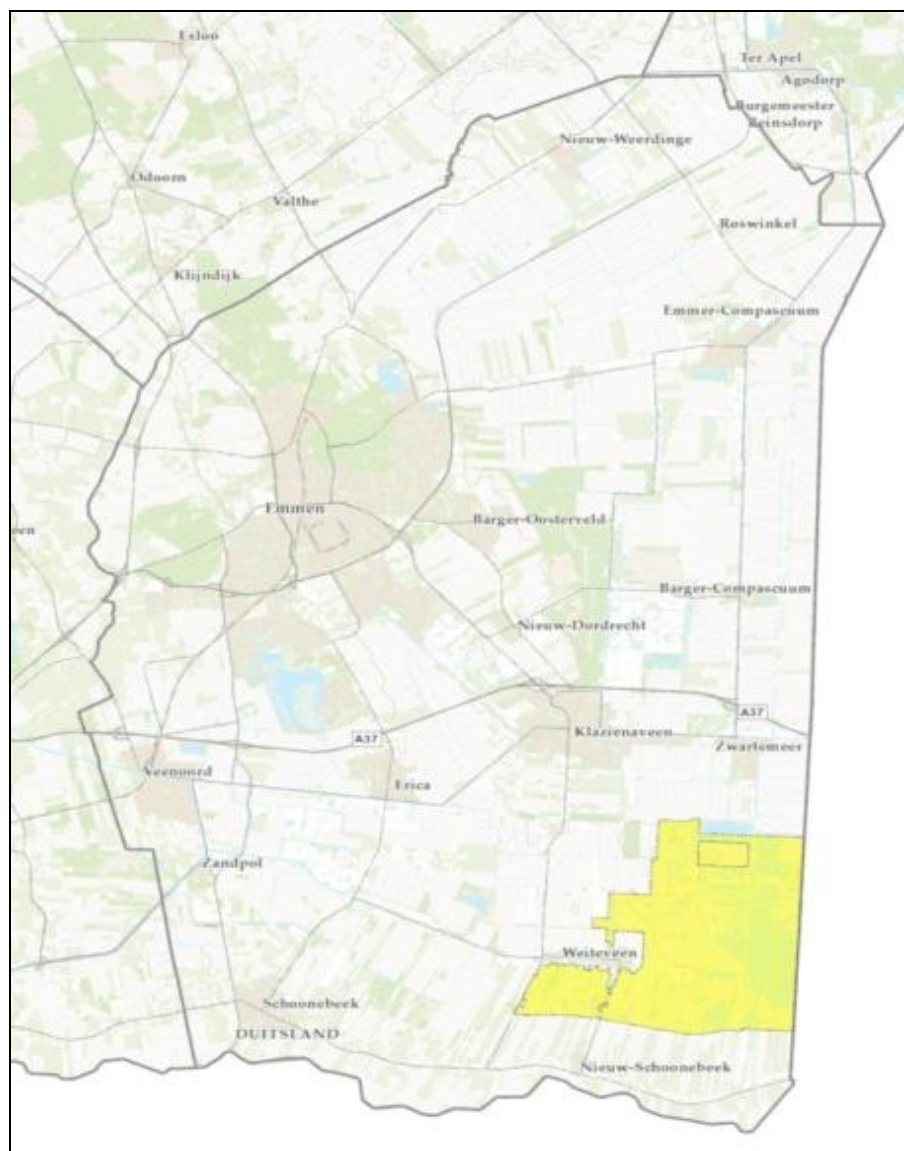 Exloo
Ter Apel
Agodorp
Burgemeester
Beinsdorp
Nieuw-Weerdinge
Odoorn
Valthe
Roswinkel
Klijndijk
Emmer-Compascuum
Emmen
Barger-Oosterveld
oen
Barger-Compascuum
Nieuw-Dordrecht
A37
Klazienaveen
A37
Zwartemeer
Veenoord
Erica
Zandpol
Weiteveen
Schoonebeek
DUITSLAND
Nieuw-Schoonebeek